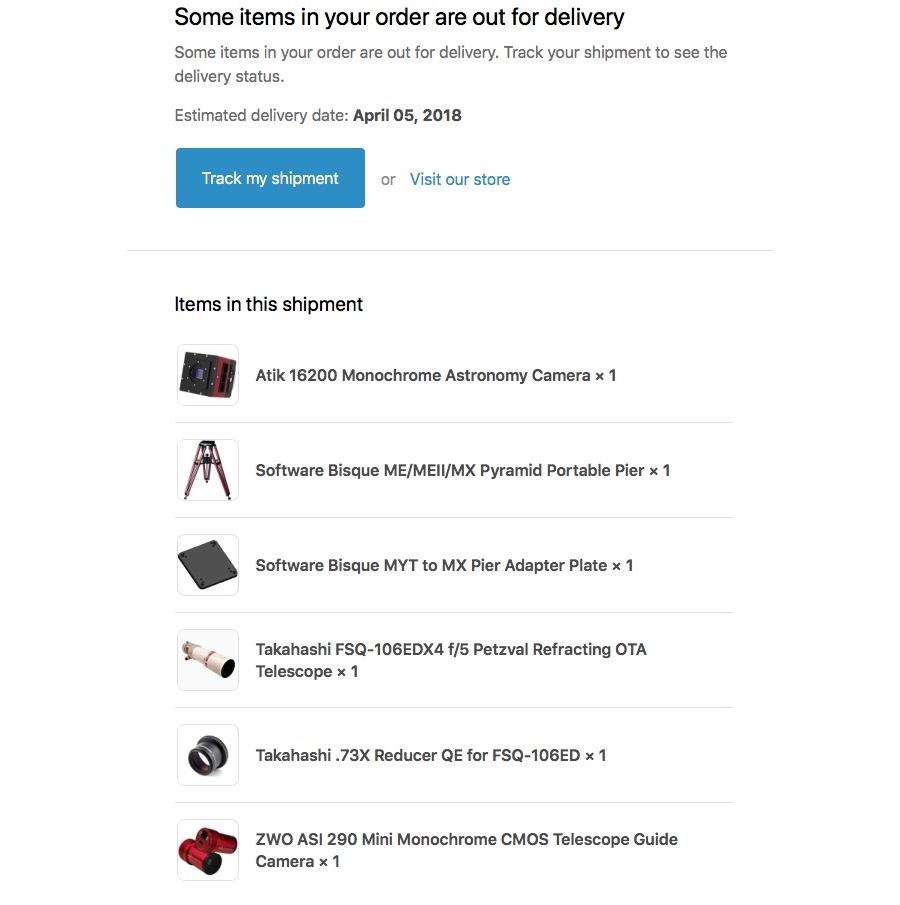 Some items in your order are out for delivery
Some items in your order are out for delivery. Track your shipment to see the
delivery status.
Estimated delivery date: April 05, 2018
Track my shipment or Visit our store
Items in this shipment
Atik 16200 Monochrome Astronomy Camera × 1
Software Bisque ME/MEII/MX Pyramid Portable Pier × 1
Software Bisque MYT to MX Pier Adapter Plate × 1
Takahashi FSQ-106EDX4 f/5 Petzval Refracting OTA
Telescope × 1
Takahashi .73X Reducer QE for FSQ-106ED × 1
ZWO ASI 290 Mini Monochrome CMOS Telescope Guide
Camera × 1